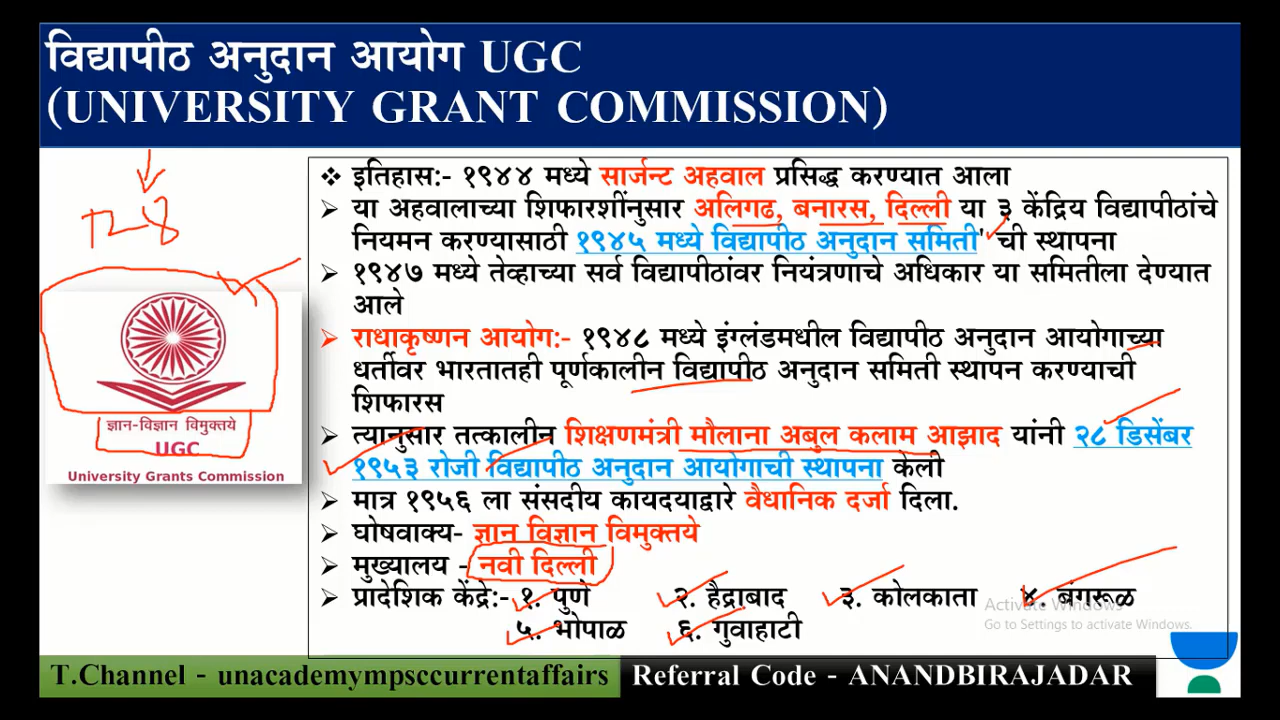 विद्यापीठ अनुदान आयोग UGC
(UNIVERSITY GRANT COMMISSION)
❖ इतिहास:- १९४४ मध्ये सार्जन्ट अहवाल प्रसिद्ध करण्यात आला
➢ या अहवालाच्या शिफारशींनुसार अलिगढ, बनारस, दिल्ली या ३ केंद्रिय विद्यापीठांचे
नियमन करण्यासाठी १९४५ मध्ये विद्यापीठ अनुदान समिती' ची स्थापना
➢ १९४७ मध्ये तेव्हाच्या सर्व विद्यापीठांवर नियंत्रणाचे अधिकार या समितीला देण्यात
आले
➢ राधाकृष्णन आयोग:- १९४८ मध्ये इंग्लंडमधील विद्यापीठ अनुदान आयोगाच्या
धर्तीवर भारतातही पूर्णकालीन विद्यापीठ अनुदान समिती स्थापन करण्याची
शिफारस
➢ त्यानुसार तत्कालीन शिक्षणमंत्री मौलाना अबुल कलाम आझाद यांनी २८ डिसेंबर
१९५३ रोजी विद्यापीठ अनुदान आयोगाची स्थापना केली
➢ मात्र १९५६ ला संसदीय कायदयाद्वारे वैधानिक दर्जा दिला.
➢ घोषवाक्य- ज्ञान विज्ञान विमुक्तये
➢ मुख्यालय - नवी दिल्ली
➢ प्रादेशिक केंद्रे:- १. पुणे २. हैद्राबाद ३. कोलकाता ४. बंगरूळ
५. भोपाळ ६. गुवाहाटी
ज्ञान-विज्ञान विमुक्तये
UGC
University Grants Commission
Activate Windows
Go to Settings to activate Windows.
T.Channel - unacademympsccurrentaffairs
Referral Code - ANANDBIRAJADAR